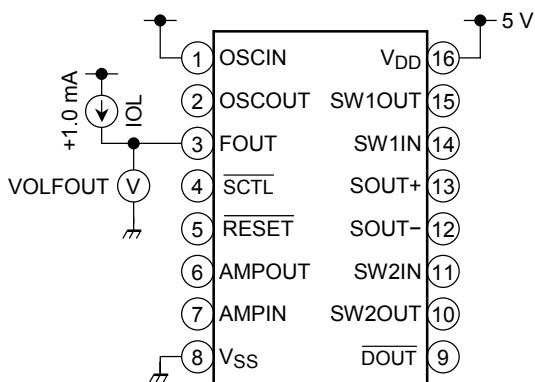 5 V
1 OSCIN VDD 16
2 OSCOUT SW1OUT 15
+1.0 mA
IOL
3 FOUT SW1IN 14
VOLFOUT V
4 SCTL SOUT+ 13
5 RESET SOUT− 12
6 AMPOUT SW2IN 11
7 AMPIN SW2OUT 10
8 VSS DOUT 9